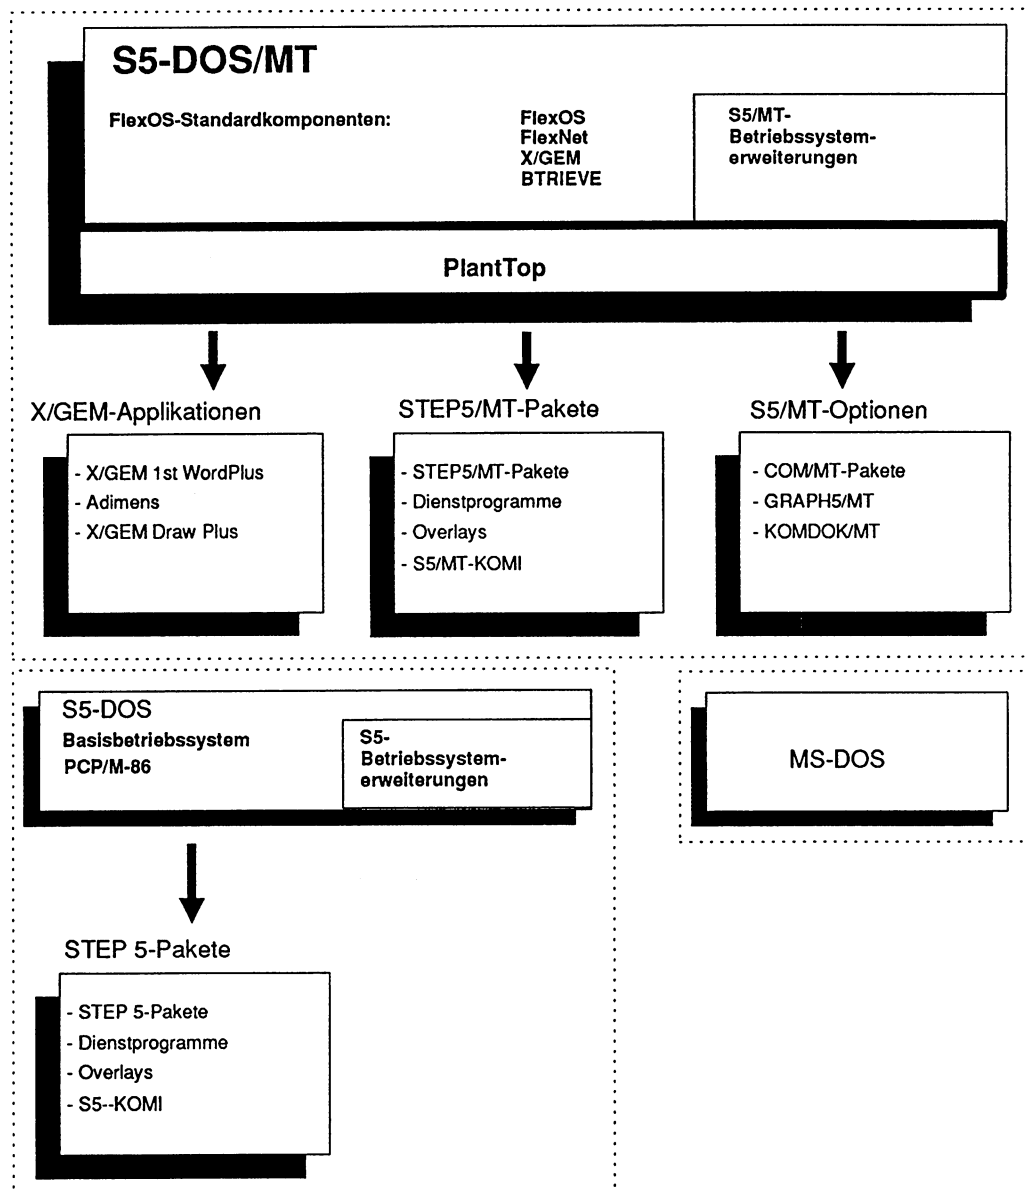 S5-DOS/MT
FlexOS-Standardkomponenten:
FlexOS
FlexNet
X/GEM
BTRIEVE
S5/MT-
Betriebssystem-
erweiterungen
PlantTop
X/GEM-Applikationen
- X/GEM 1st WordPlus
- Adimens
- X/GEM Draw Plus
STEP5/MT-Pakete
- STEP5/MT-Pakete
- Dienstprogramme
- Overlays
- S5/MT-KOMI
S5/MT-Optionen
- COM/MT-Pakete
- GRAPH5/MT
- KOMDOK/MT
S5-DOS
Basisbetriebssystem
PCP/M-86
S5-
Betriebssystem-
erweiterungen
MS-DOS
STEP 5-Pakete
- STEP 5-Pakete
- Dienstprogramme
- Overlays
- S5--KOMI